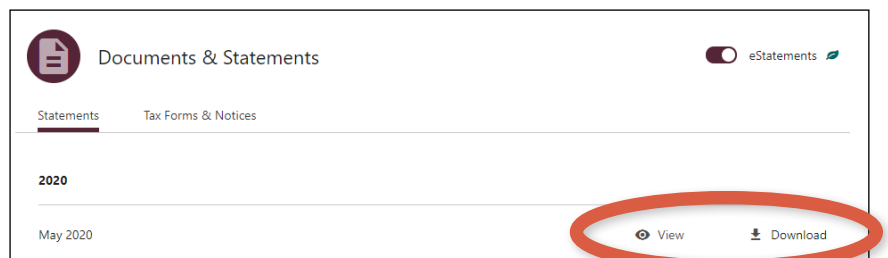 Documents & Statements
eStatements
Statements Tax Forms & Notices
2020
May 2020 View Download